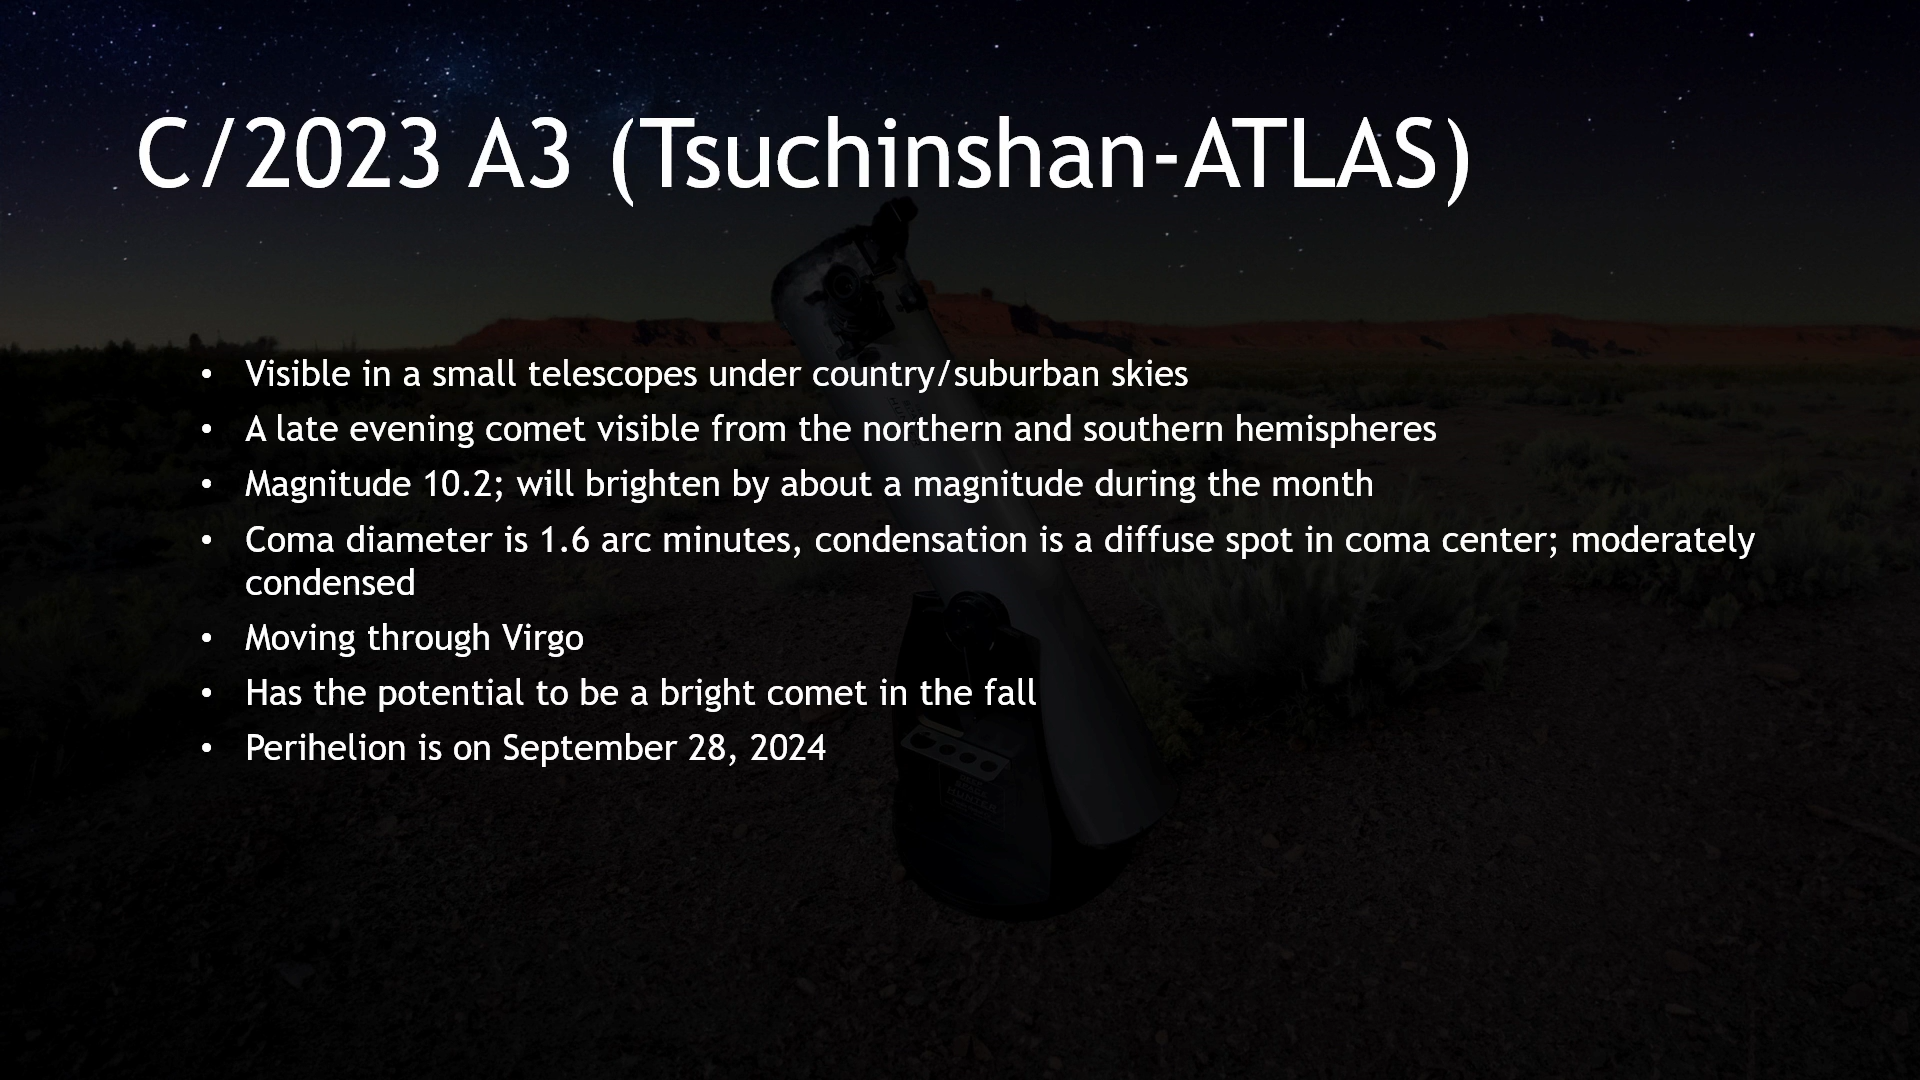 C/2023 A3 (Tsuchinshan-ATLAS)
• Visible in a small telescopes under country/suburban skies
• A late evening comet visible from the northern and southern hemispheres
• Magnitude 10.2; will brighten by about a magnitude during the month
• Coma diameter is 1.6 arc minutes, condensation is a diffuse spot in coma center; moderately
condensed
• Moving through Virgo
• Has the potential to be a bright comet in the fall
• Perihelion is on September 28, 2024